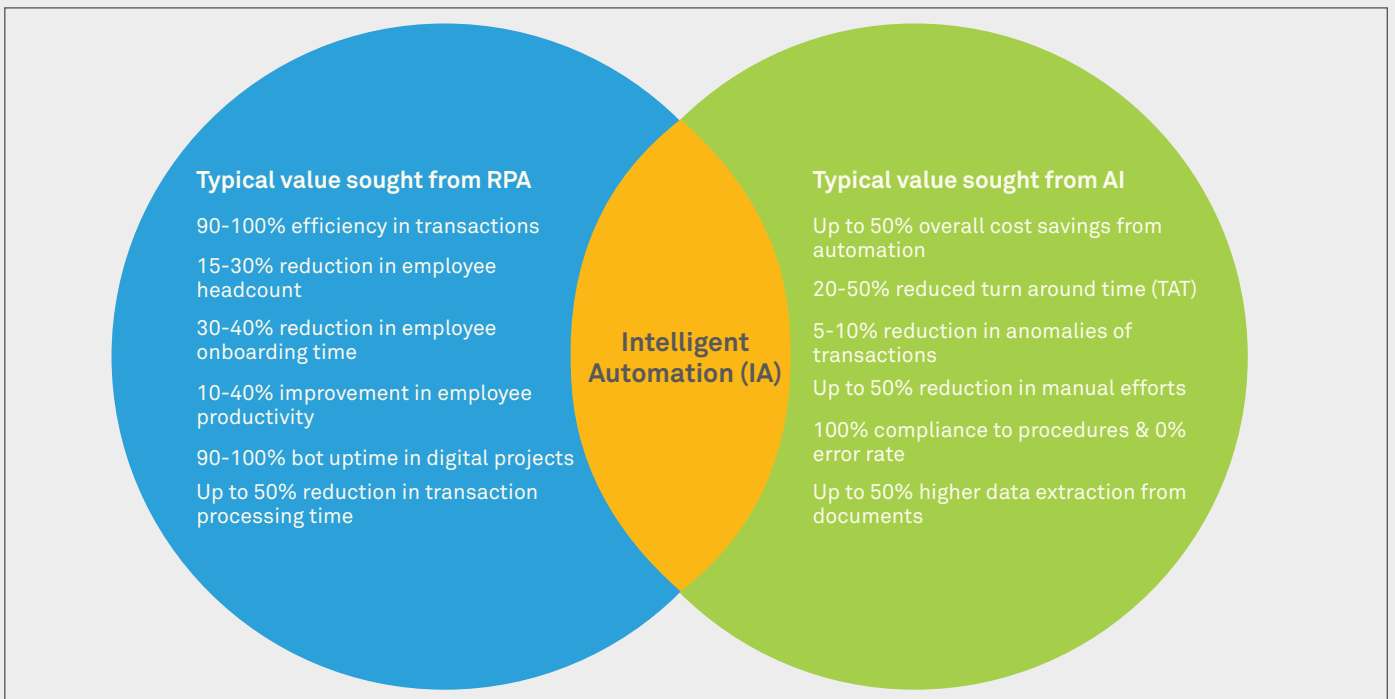 Typical value sought from RPA
90-100% efficiency in transactions
15-30% reduction in employee
headcount
30-40% reduction in employee
onboarding time
10-40% improvement in employee
productivity
90-100% bot uptime in digital projects
Up to 50% reduction in transaction
processing time
Intelligent
Automation (IA)
Typical value sought from AI
Up to 50% overall cost savings from
automation
20-50% reduced turn around time (TAT)
5-10% reduction in anomalies of
transactions
Up to 50% reduction in manual efforts
100% compliance to procedures & 0%
error rate
Up to 50% higher data extraction from
documents